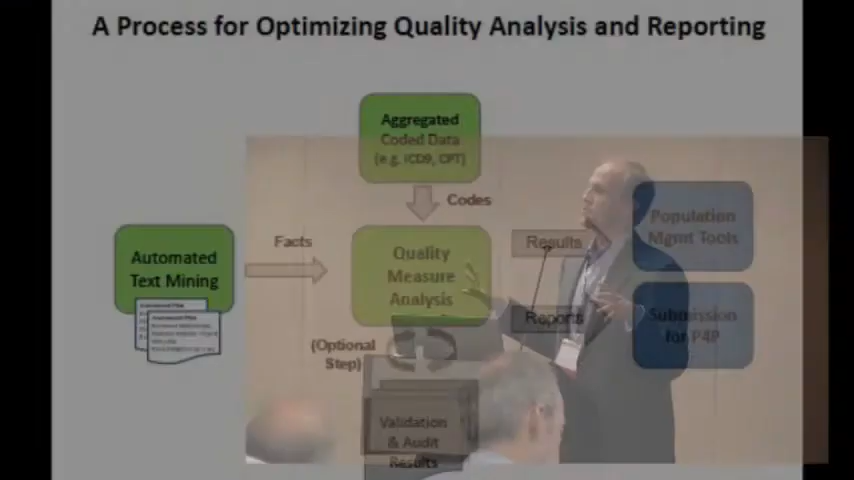 A Process for Optimizing Quality Analysis and Reporting
Aggregated
Coded Data
(e.g. ICD9, CPT)
Codes
Facts
Automated
Text Mining
Quality
Measure
Analysis
Results
Reports
Population
Mgmt Tools
Submission
for P4P
(Optional
Step)
Validation
& Audit
Results